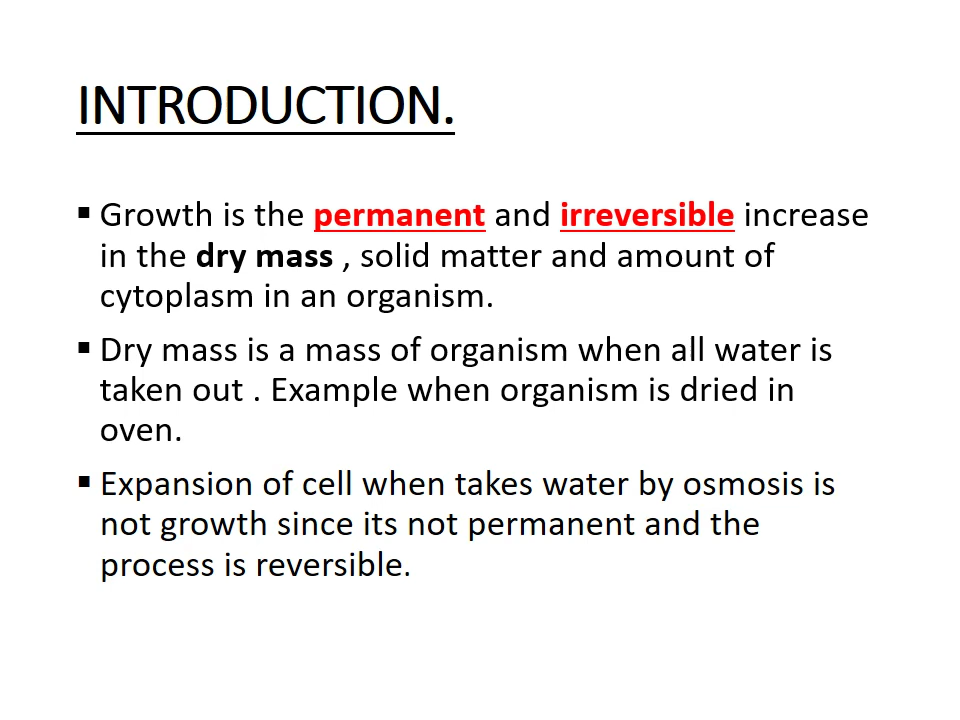 INTRODUCTION.
▪ Growth is the permanent and irreversible increase
in the dry mass , solid matter and amount of
cytoplasm in an organism.
▪ Dry mass is a mass of organism when all water is
taken out . Example when organism is dried in
oven.
▪ Expansion of cell when takes water by osmosis is
not growth since its not permanent and the
process is reversible.